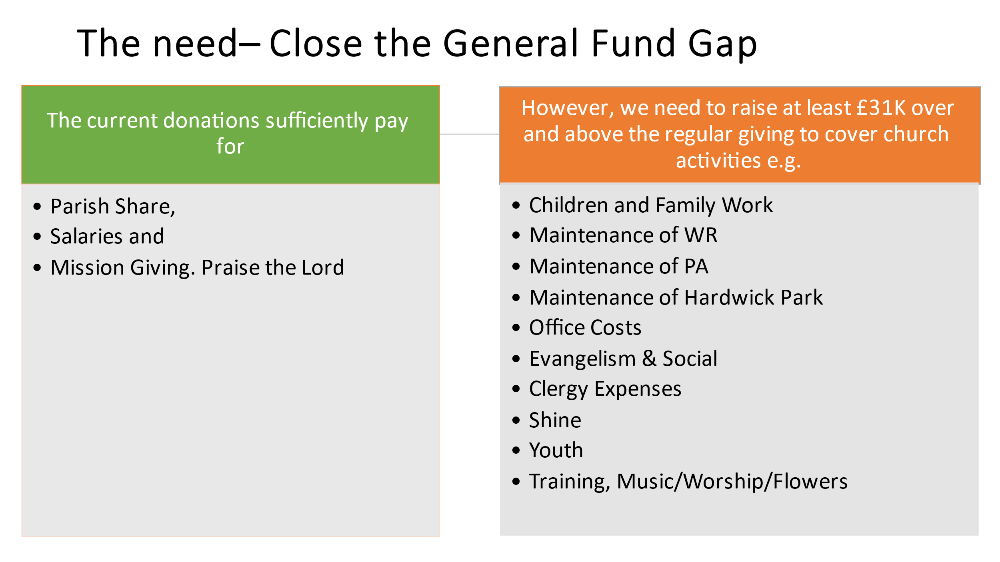 The need– Close the General Fund Gap
The current donations sufficiently pay
for
• Parish Share,
• Salaries and
• Mission Giving. Praise the Lord
However, we need to raise at least £31K over
and above the regular giving to cover church
activities e.g.
• Children and Family Work
• Maintenance of WR
• Maintenance of PA
• Maintenance of Hardwick Park
• Office Costs
• Evangelism & Social
• Clergy Expenses
• Shine
• Youth
• Training, Music/Worship/Flowers